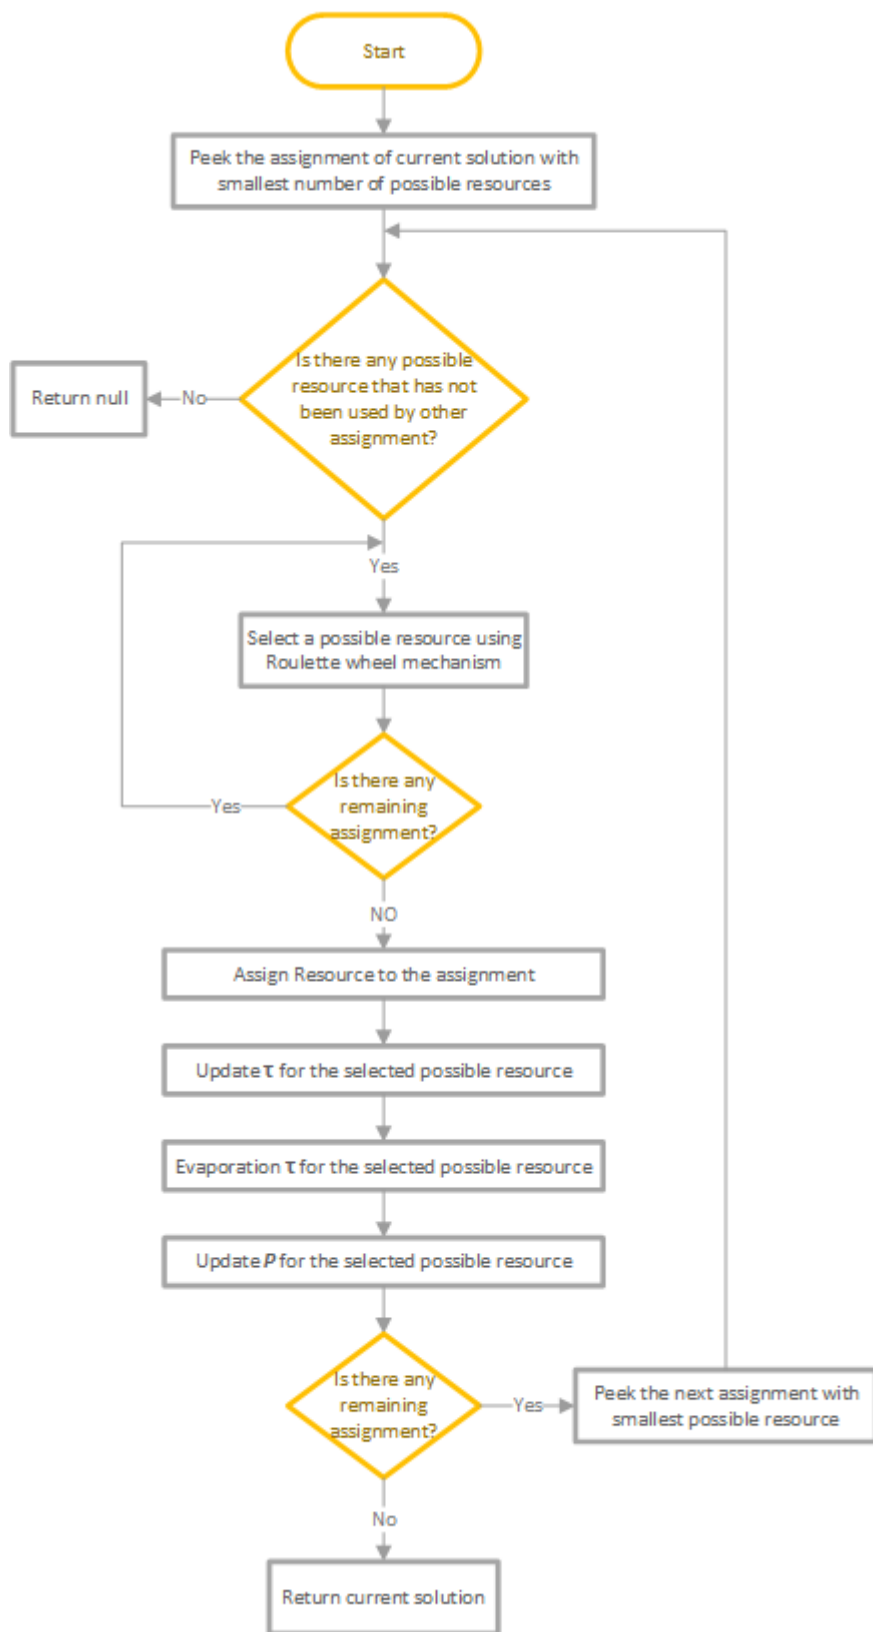 Start
Peek the assignment of current solution with
smallest number of possible resources
Is there any possible
resource that has not
been used by other
assignment?
No
Return null
Yes
Select a possible resource using
Roulette wheel mechanism
Is there any
remaining
assignment?
Yes
NO
Assign Resource to the assignment
Update τ for the selected possible resource
Evaporation τ for the selected possible resource
Update P for the selected possible resource
Is there any
remaining
assignment?
Yes
Peek the next assignment with
smallest possible resource
No
Return current solution